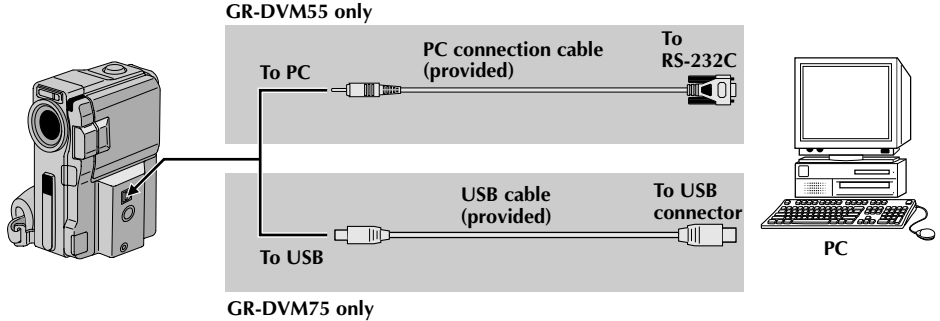 GR-DVM55 only
To PC
PC connection cable
(provided)
To
RS-232C
USB cable
(provided)
To USB
connector
To USB
PC
GR-DVM75 only